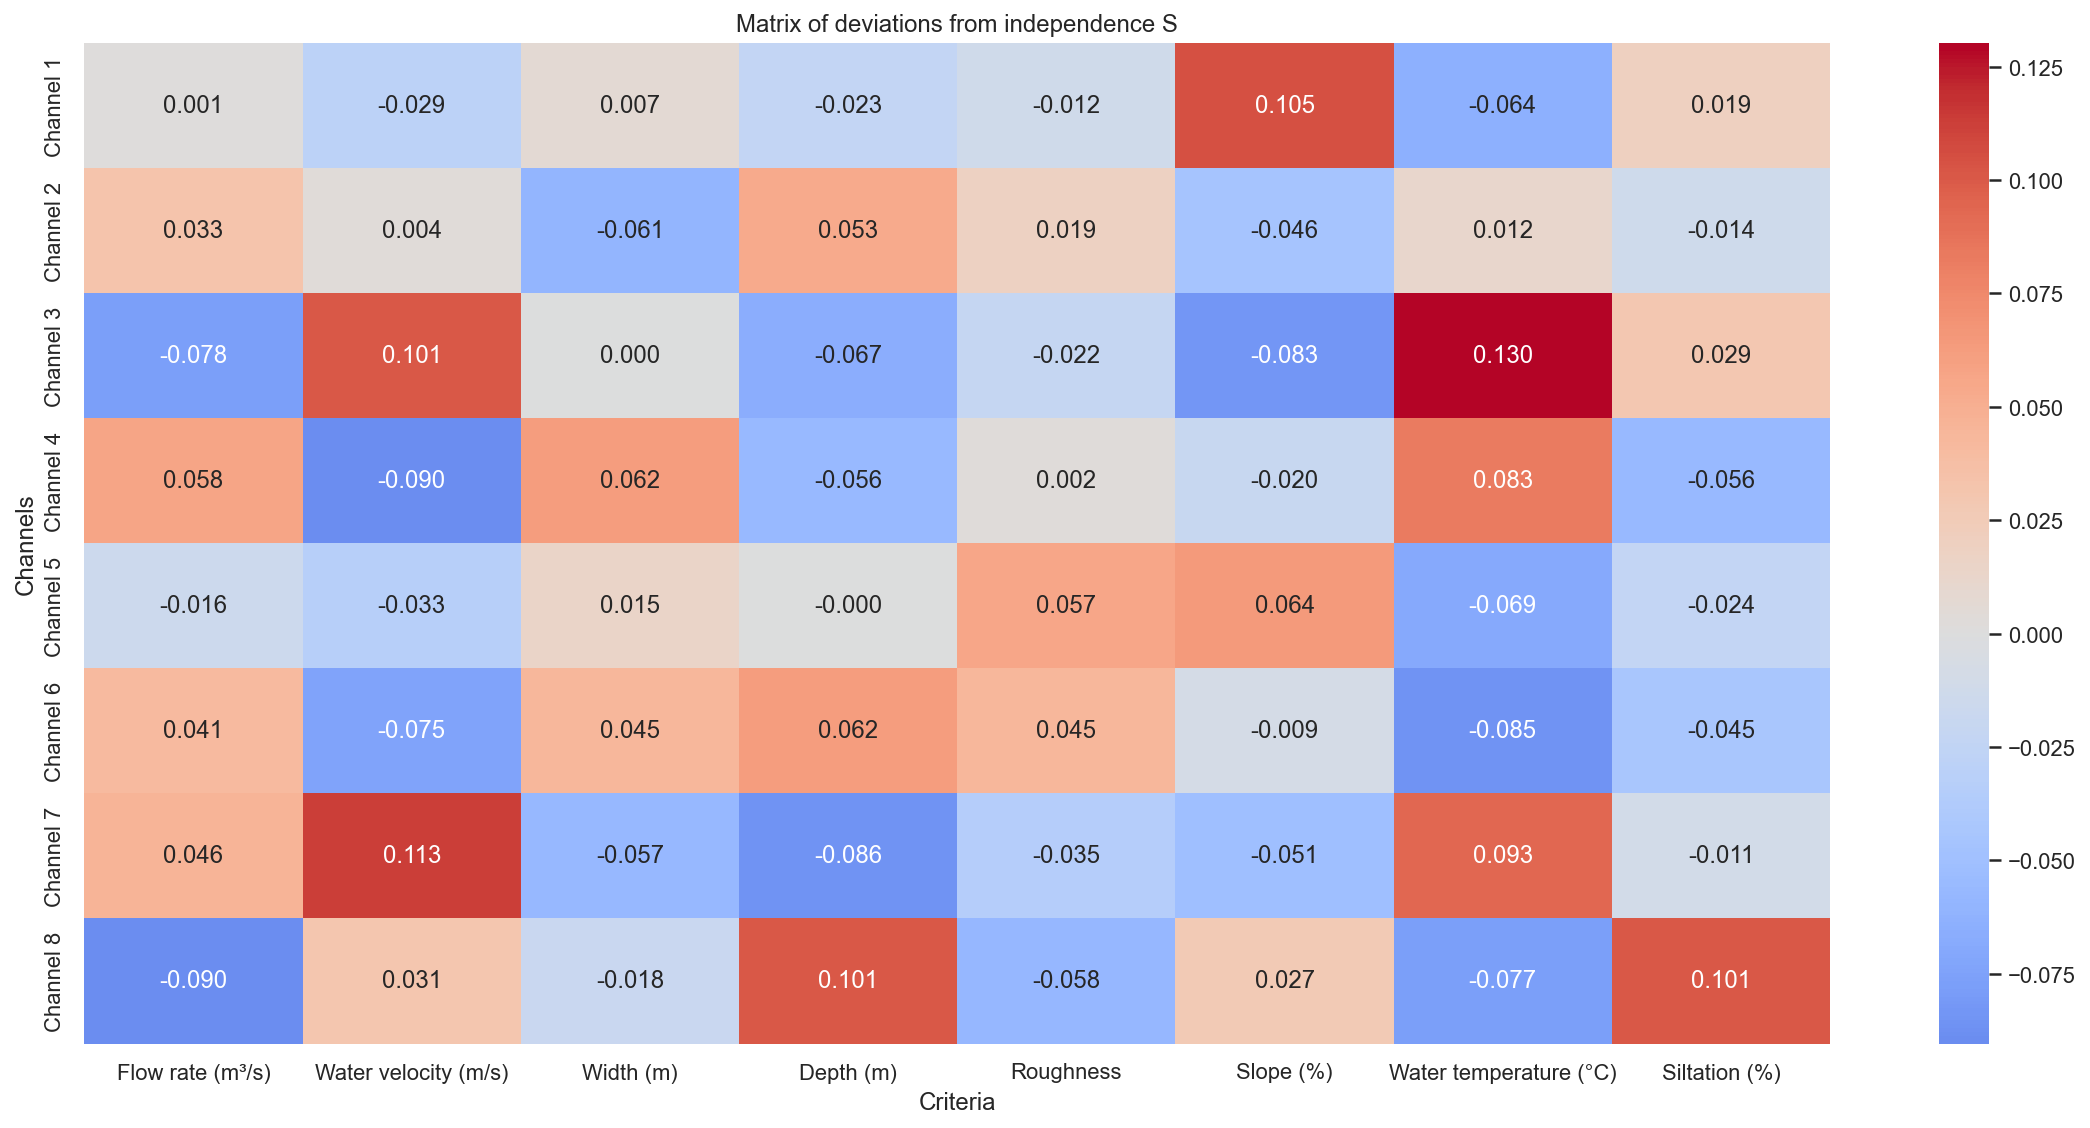 Matrix of deviations from independence S
Channels
Channel 1 0.001 -0.029 0.007 -0.023 -0.012 0.105 -0.064 0.019
Channel 2 0.033 0.004 -0.061 0.053 0.019 -0.046 0.012 -0.014
Channel 3 -0.078 0.101 0.000 -0.067 -0.022 -0.083 0.130 0.029
Channel 4 0.058 -0.090 0.062 -0.056 0.002 -0.020 0.083 -0.056
Channel 5 -0.016 -0.033 0.015 -0.000 0.057 0.064 -0.069 -0.024
Channel 6 0.041 -0.075 0.045 0.062 0.045 -0.009 -0.085 -0.045
Channel 7 0.046 0.113 -0.057 -0.086 -0.035 -0.051 0.093 -0.011
Channel 8 -0.090 0.031 -0.018 0.101 -0.058 0.027 -0.077 0.101
Flow rate (m³/s) Water velocity (m/s) Width (m) Depth (m) Roughness Slope (%) Water temperature (°C) Siltation (%)
Criteria
0.125
0.100
0.075
0.050
0.025
0.000
−0.025
−0.050
−0.075